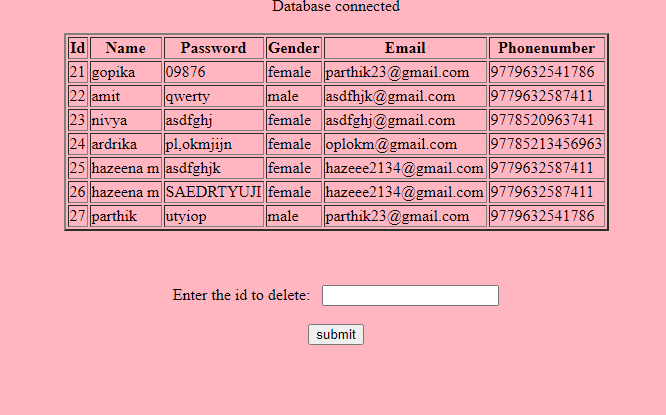 Database connected
Id Name Password Gender Email Phonenumber
21 gopika 09876 female parthik23@gmail.com 9779632541786
22 amit qwerty male asdfhjk@gmail.com 9779632587411
23 nivya asdfghj female asdfghj@gmail.com 9778520963741
24 ardrika pl,okmjijn female oplokm@gmail.com 97785213456963
25 hazeena m asdfghjk female hazeee2134@gmail.com 9779632587411
26 hazeena m SAEDRTYUJI female hazeee2134@gmail.com 9779632587411
27 parthik utyiop male parthik23@gmail.com 9779632541786
Enter the id to delete:
submit